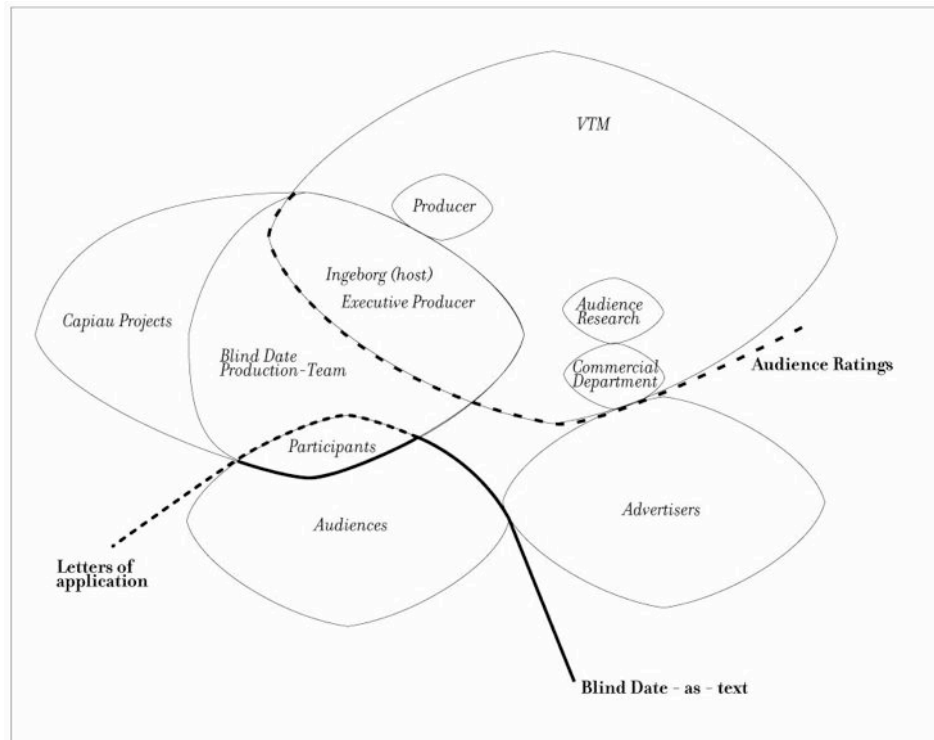 VTM
Producer
Ingeborg (host)
Executive Producer
Capiau Projects
Audience
Research
Blind Date
Production-Team
Commercial
Department
Audience Ratings
Participants
Audiences
Advertisers
Letters of
application
Blind Date - as - text